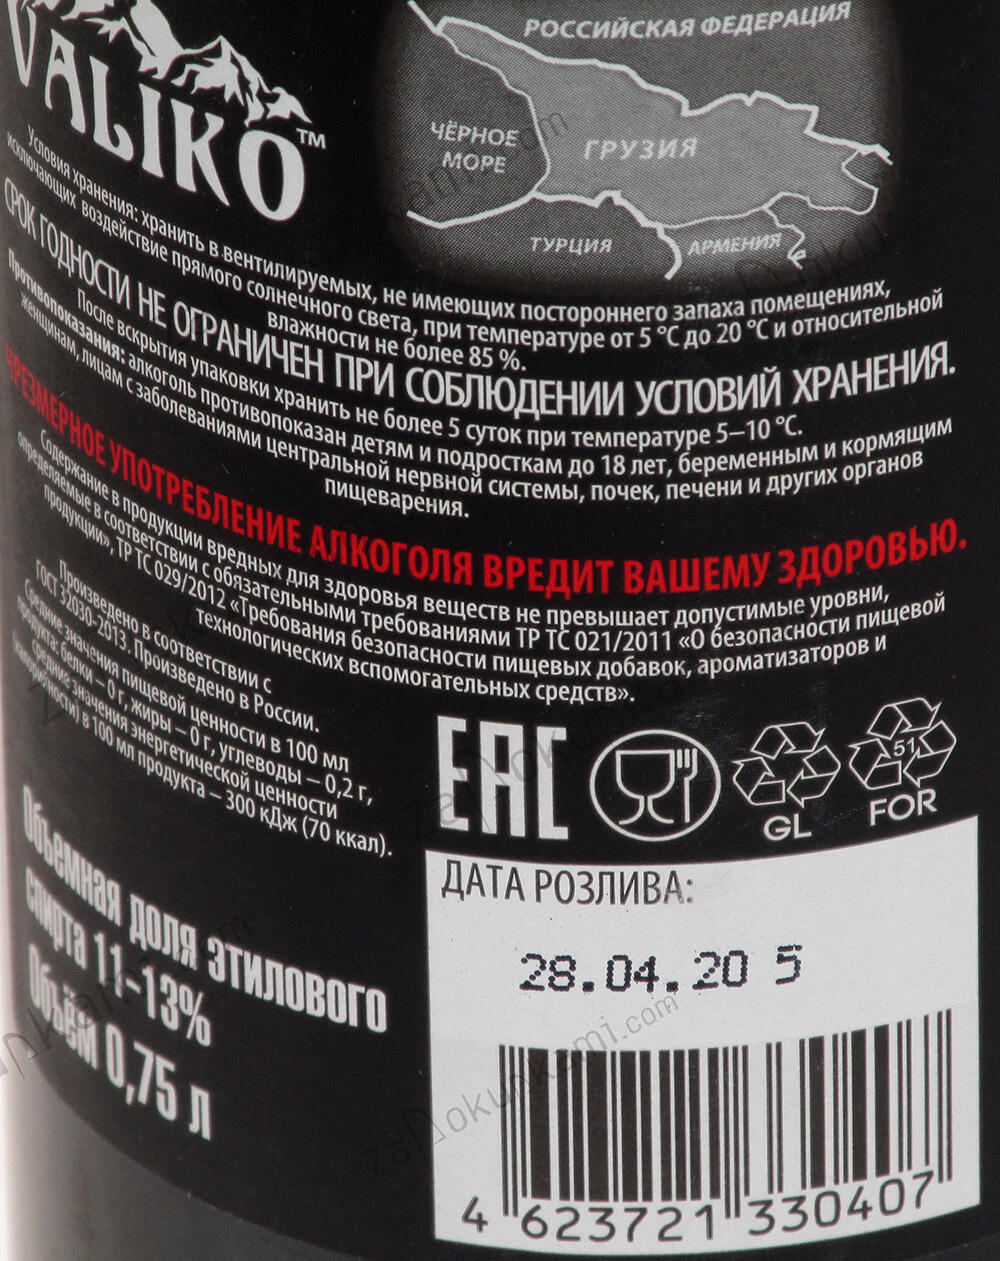 VALIKO™
РОССИЙСКАЯ ФЕДЕРАЦИЯ
ЧЁРНОЕ
МОРЕ
ГРУЗИЯ
ТУРЦИЯ
АРМЕНИЯ
Условия хранения: хранить в вентилируемых, не имеющих постороннего запаха помещениях,
исключающих воздействие прямого солнечного света, при температуре от 5 °С до 20 °С и относительной
влажности не более 85 %.
СРОК ГОДНОСТИ НЕ ОГРАНИЧЕН ПРИ СОБЛЮДЕНИИ УСЛОВИЙ ХРАНЕНИЯ.
После вскрытия упаковки хранить не более 5 суток при температуре 5–10 °С.
Противопоказания: алкоголь противопоказан детям и подросткам до 18 лет, беременным и кормящим
женщинам, лицам с заболеваниями центральной нервной системы, почек, печени и других органов
пищеварения.
ЧРЕЗМЕРНОЕ УПОТРЕБЛЕНИЕ АЛКОГОЛЯ ВРЕДИТ ВАШЕМУ ЗДОРОВЬЮ.
Содержание в продукции вредных для здоровья веществ не превышает допустимые уровни,
определяемые в соответствии с обязательными требованиями ТР ТС 021/2011 «О безопасности пищевой
продукции», ТР ТС 029/2012 «Требования безопасности пищевых добавок, ароматизаторов и
технологических вспомогательных средств».
Произведено в соответствии с
ГОСТ 32030-2013. Произведено в России.
Средние значения пищевой ценности в 100 мл
продукта: белки – 0 г, жиры – 0 г, углеводы – 0,2 г,
средние значения энергетической ценности
(калорийности) в 100 мл продукта – 300 кДж (70 ккал).
Объемная доля этилового
спирта 11-13%
Объём 0,75 л
EAC
GL
51
FOR
ДАТА РОЗЛИВА:
28.04.20 5
4 623721 330407
zaпokupkami.com